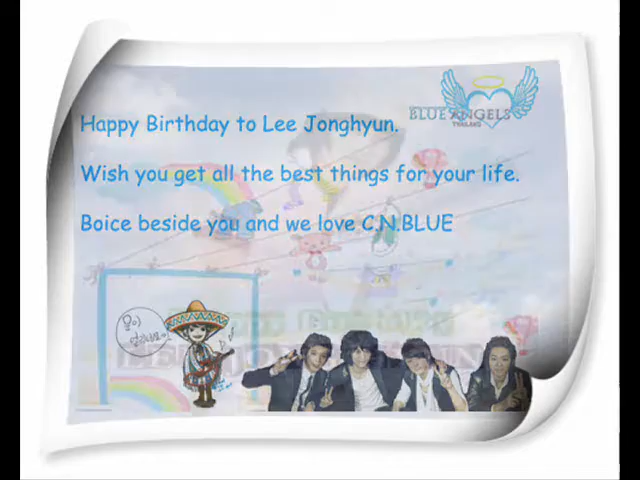 BLUE ANGELS
THAILAND
Happy Birthday to Lee Jonghyun.
Wish you get all the best things for your life.
Boice beside you and we love C.N.BLUE